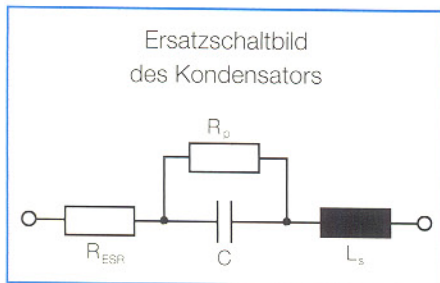 Ersatzschaltbild
des Kondensators
Rp
RESR
C
Ls